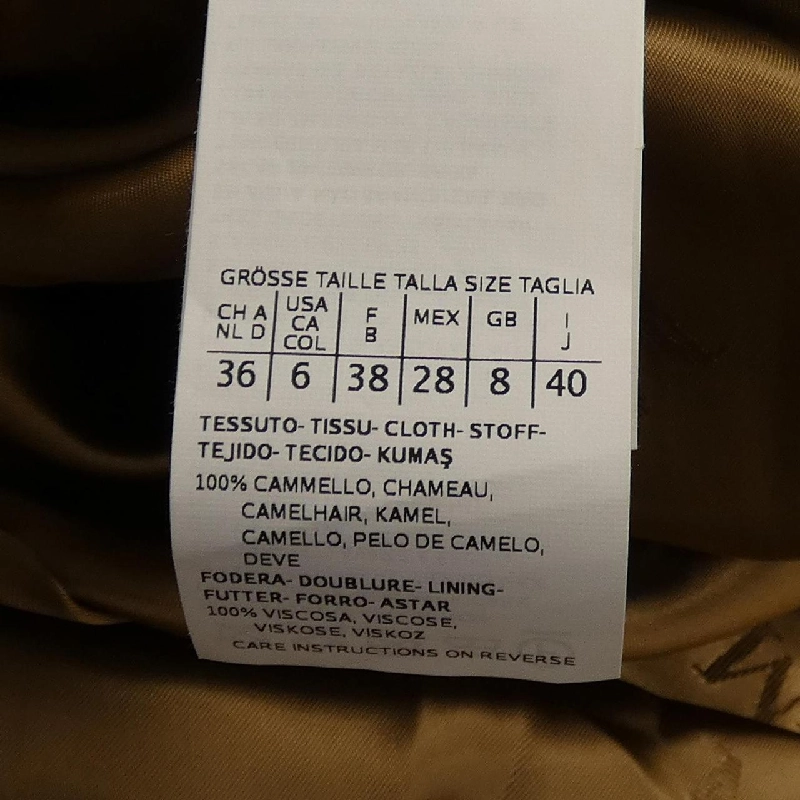 GRÖSSE TAILLE TALLA SIZE TAGLIA
CH A USA F MEX GB I
NL D CA B J
COL
36 6 38 28 8 40
TESSUTO- TISSU- CLOTH- STOFF-
TEJIDO- TECIDO- KUMAŞ
100% CAMMELLO, CHAMEAU,
CAMELHAIR, KAMEL,
CAMELLO, PELO DE CAMELO,
DEVE
FODERA- DOUBLURE- LINING-
FUTTER- FORRO- ASTAR
100% VISCOSA, VISCOSE,
VISKOSE, VISKOZ
CARE INSTRUCTIONS ON REVERSE